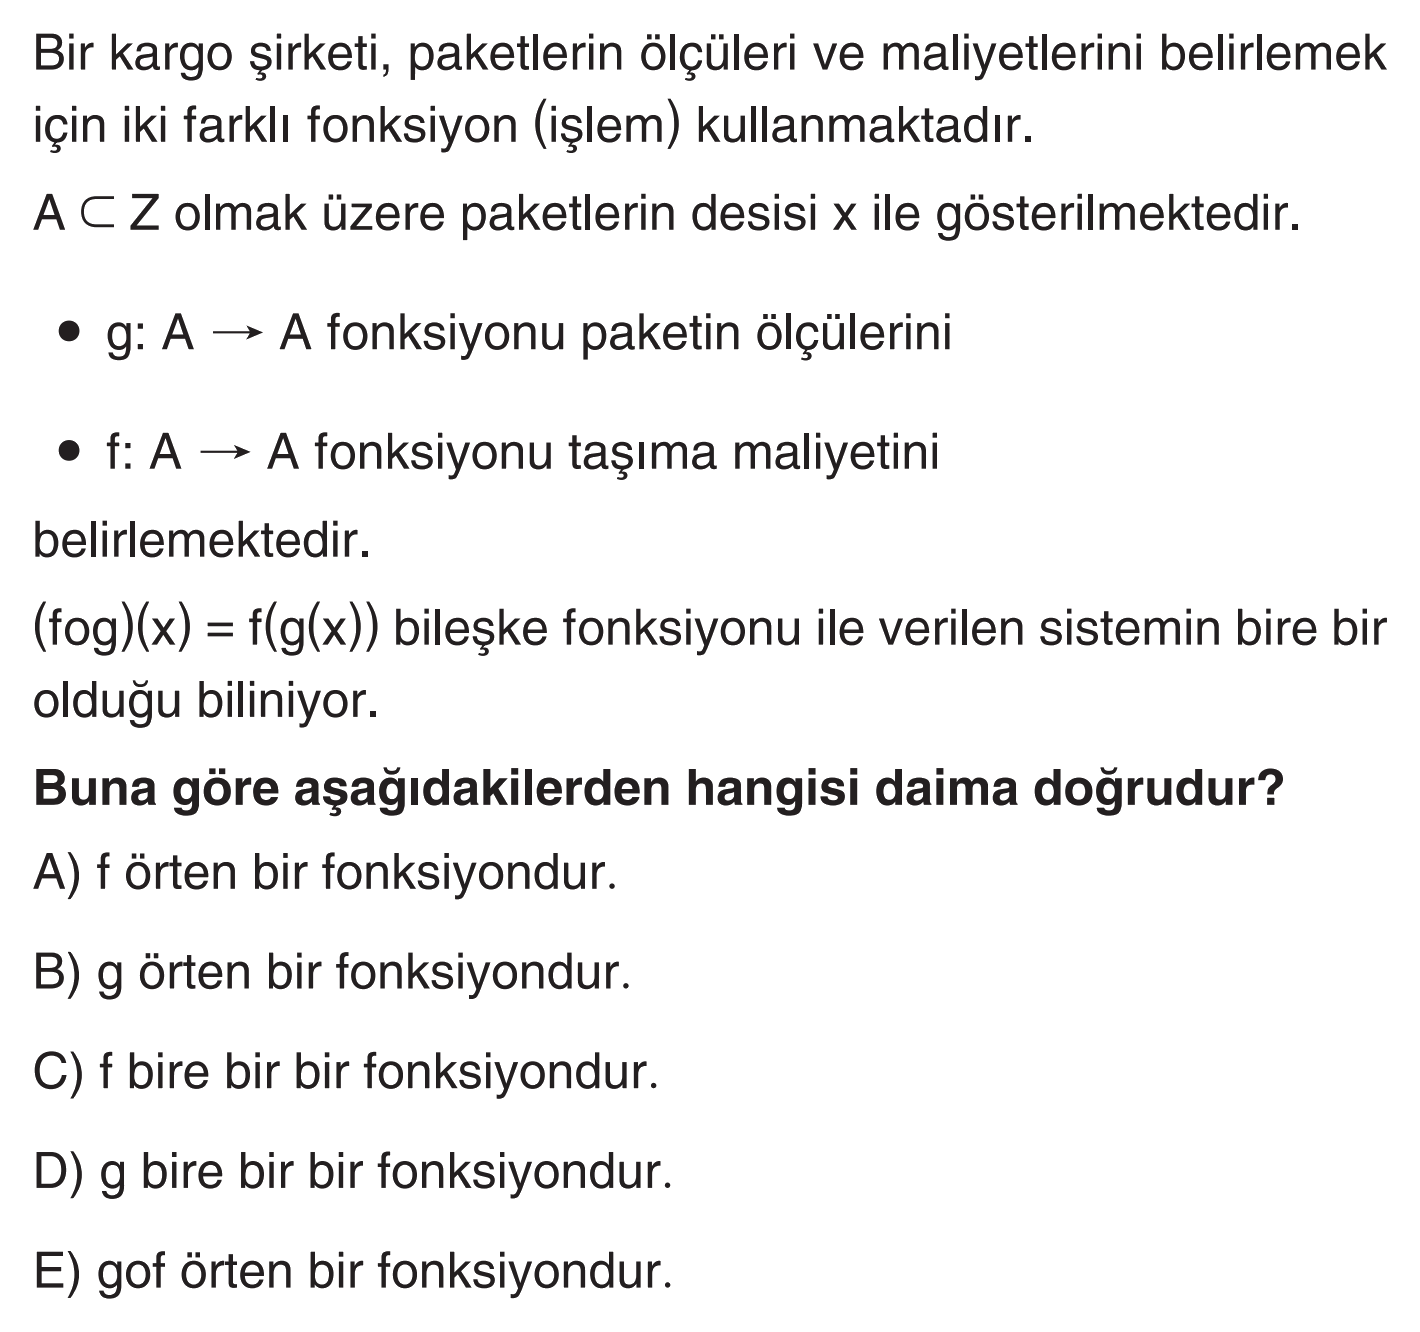 Bir kargo şirketi, paketlerin ölçüleri ve maliyetlerini belirlemek
için iki farklı fonksiyon (işlem) kullanmaktadır.
A ⊂ Z olmak üzere paketlerin desisi x ile gösterilmektedir.
• g: A → A fonksiyonu paketin ölçülerini
• f: A → A fonksiyonu taşıma maliyetini
belirlemektedir.
(fog)(x) = f(g(x)) bileşke fonksiyonu ile verilen sistemin bire bir
olduğu biliniyor.
Buna göre aşağıdakilerden hangisi daima doğrudur?
A) f örten bir fonksiyondur.
B) g örten bir fonksiyondur.
C) f bire bir bir fonksiyondur.
D) g bire bir bir fonksiyondur.
E) gof örten bir fonksiyondur.